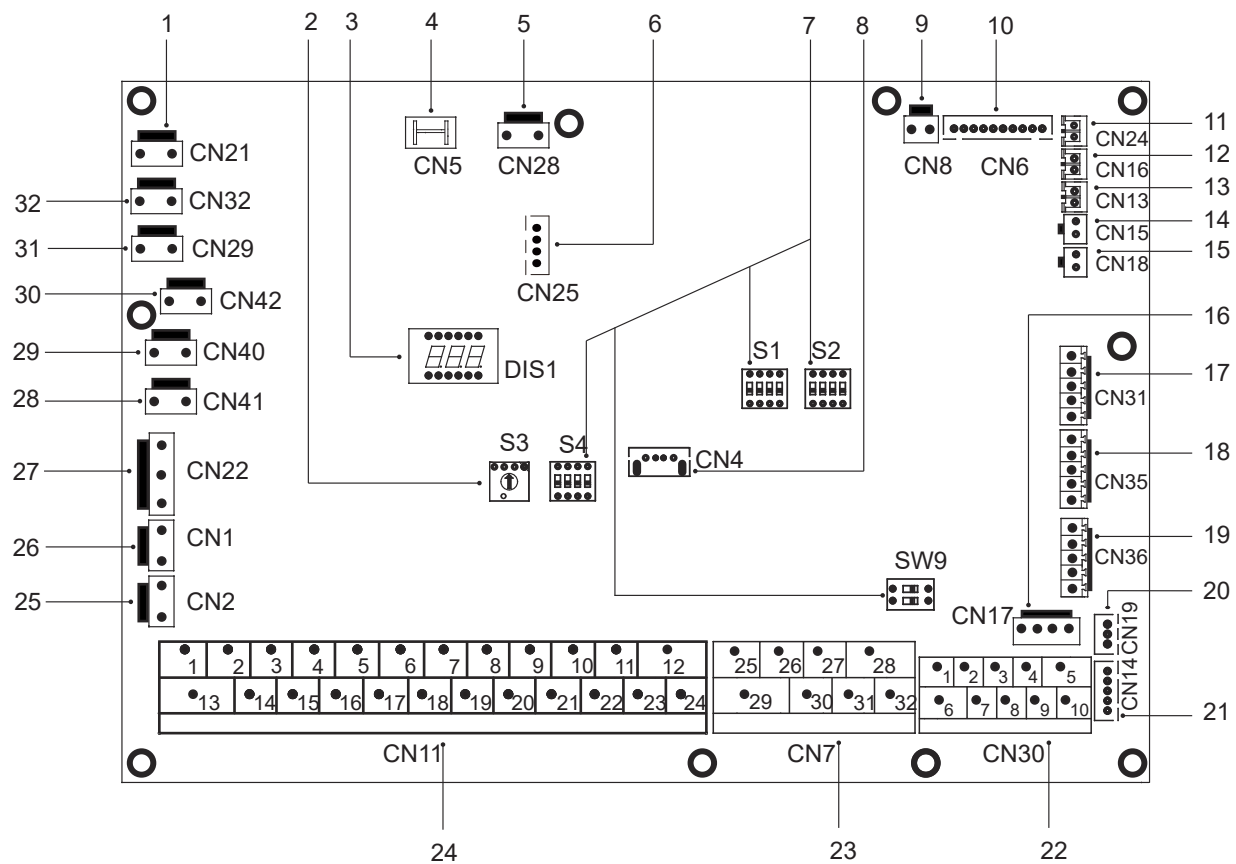 1 2 3 4 5 6 7 8 9 10
CN21
CN5
CN28
CN8
CN6
11
CN24
12
CN16
32
CN32
13
CN13
14
CN15
31
CN29
15
CN18
CN25
30
CN42
16
29
CN40
DIS1
S1
S2
17
CN31
28
CN41
S3
S4
CN4
18
CN35
27
CN22
26
CN1
19
CN36
SW9
25
CN2
20
CN17
CN19
1 2 3 4 5 6 7 8 9 10 11 12
25 26 27 28
1 2 3 4 5
CN14
13 14 15 16 17 18 19 20 21 22 23 24
29 30 31 32
6 7 8 9 10
21
CN11
CN7
CN30
24
23
22